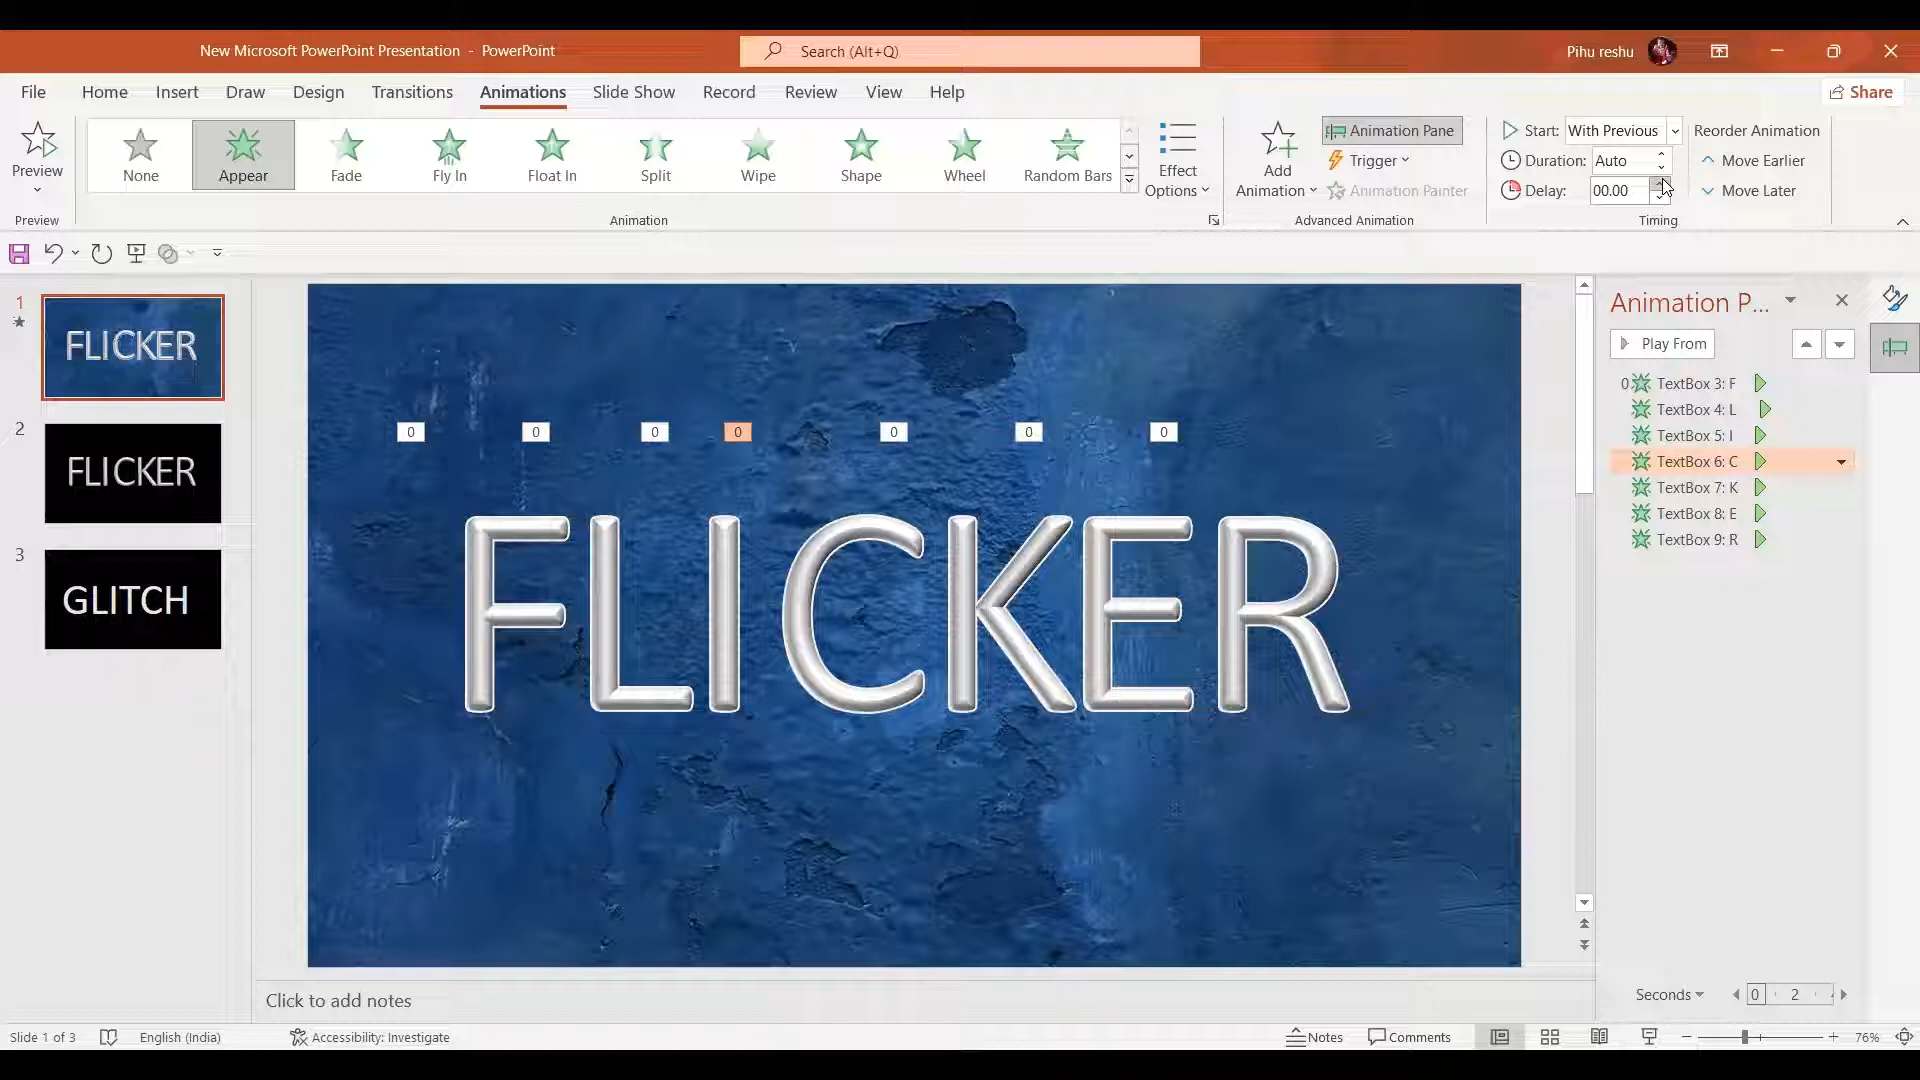 New Microsoft PowerPoint Presentation - PowerPoint
Search (Alt+Q)
Pihu reshu
File Home Insert Draw Design Transitions Animations Slide Show Record Review View Help
Share
Preview
None Appear Fade Fly In Float In Split Wipe Shape Wheel Random Bars
Effect Options
Add Animation
Animation Pane
Trigger
Animation Painter
Start: With Previous
Duration: Auto
Delay: 00.00
Reorder Animation
Move Earlier
Move Later
Preview Animation Advanced Animation Timing
1
FLICKER
2
FLICKER
3
GLITCH
0 0 0 0 0 0 0
FLICKER
Animation P...
Play From
0 TextBox 3: F
TextBox 4: L
TextBox 5: I
TextBox 6: C
TextBox 7: K
TextBox 8: E
TextBox 9: R
Seconds 0 2
Click to add notes
Slide 1 of 3 English (India) Accessibility: Investigate Notes Comments 76%